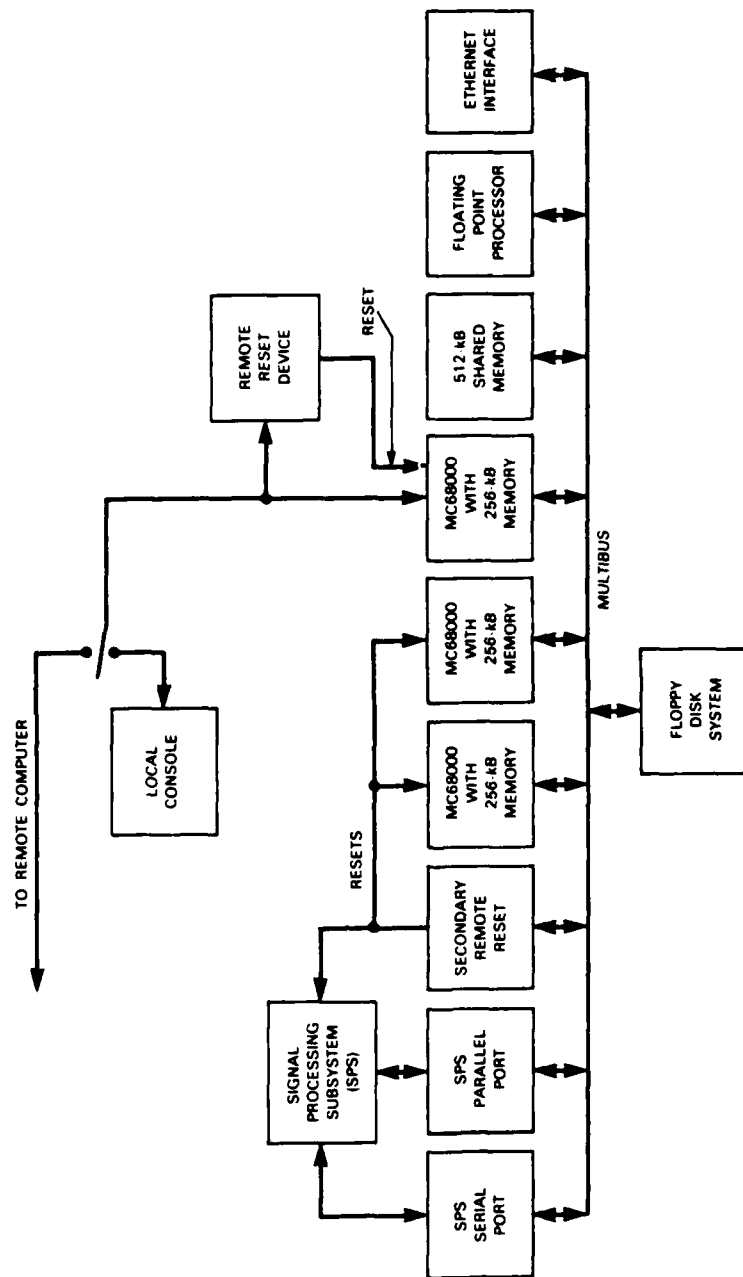 TO REMOTE COMPUTER
LOCAL
CONSOLE
REMOTE
RESET
DEVICE
RESET
SIGNAL
PROCESSING
SUBSYSTEM
(SPS)
RESETS
SPS
SERIAL
PORT
SPS
PARALLEL
PORT
SECONDARY
REMOTE
RESET
MC68000
WITH
256-kB
MEMORY
MC68000
WITH
256-kB
MEMORY
MC68000
WITH
256-kB
MEMORY
512-kB
SHARED
MEMORY
FLOATING
POINT
PROCESSOR
ETHERNET
INTERFACE
MULTIBUS
FLOPPY
DISK
SYSTEM